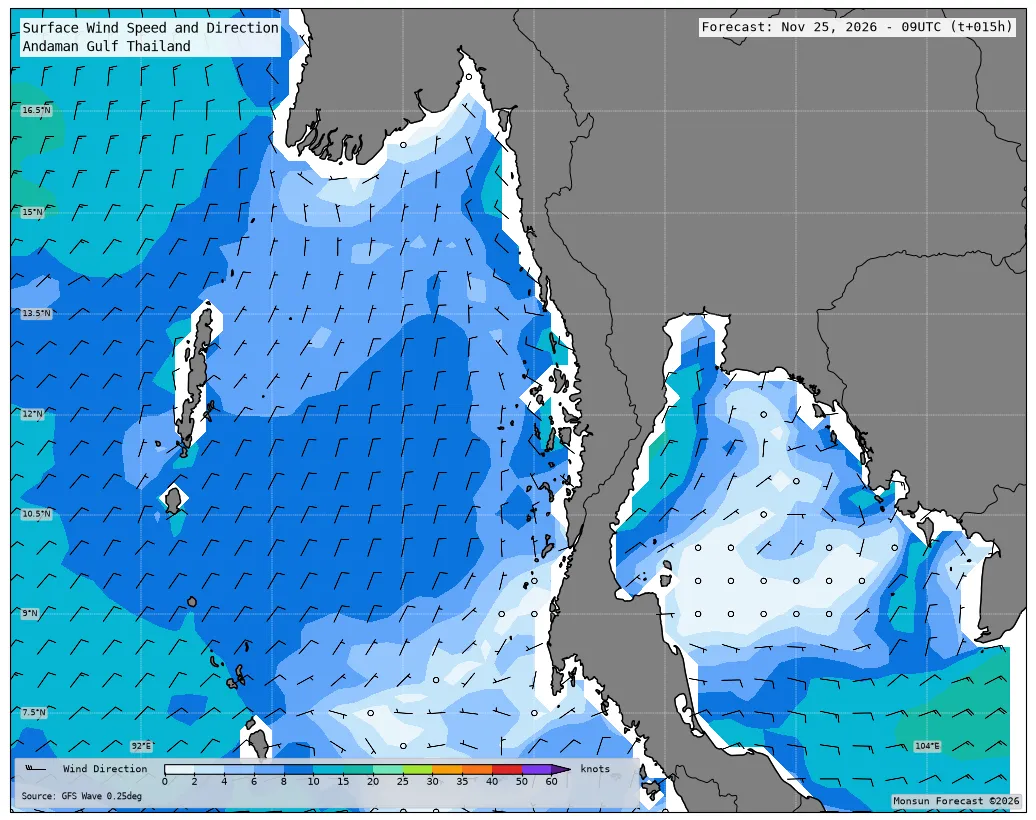 Surface Wind Speed and Direction
Andaman Gulf Thailand
Forecast: Nov 25, 2026 - 09UTC (t+015h)
16.5°N
15°N
13.5°N
12°N
10.5°N
9°N
7.5°N
92°E
104°E
Wind Direction
knots
0 2 4 6 8 10 15 20 25 30 35 40 50 60
Source: GFS Wave 0.25deg
Monsun Forecast ©2026